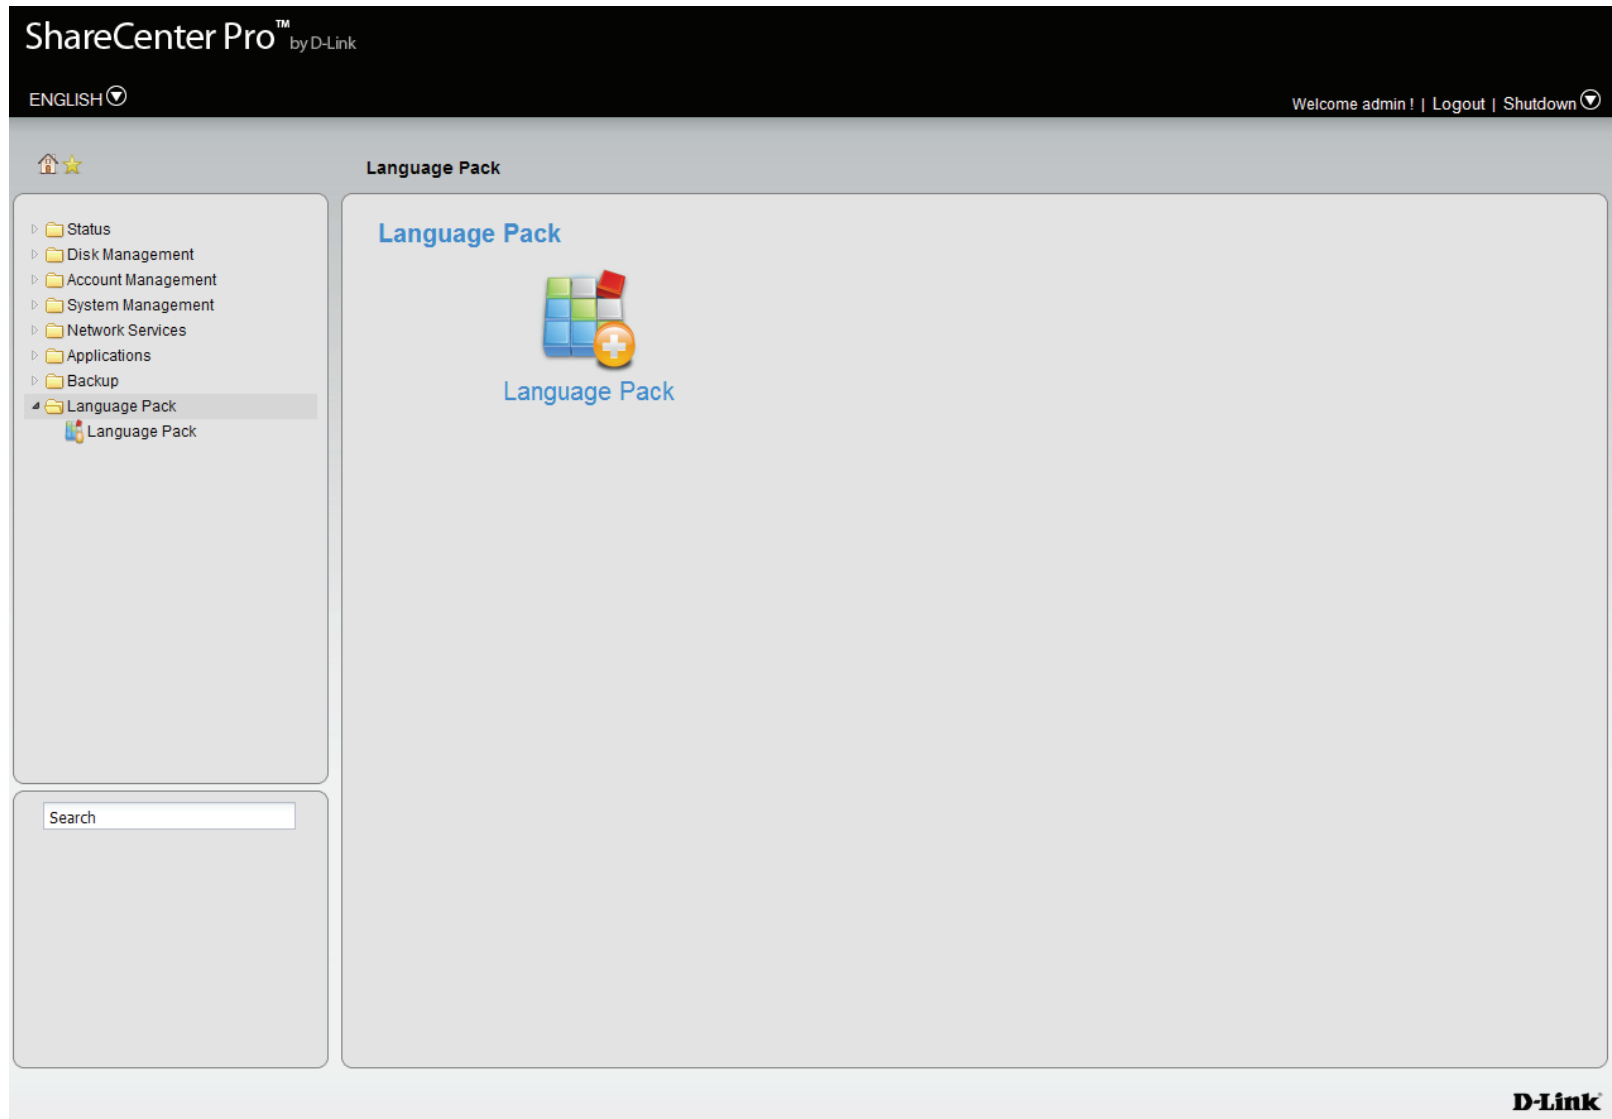 ShareCenter Pro™ by D-Link
ENGLISH
Welcome admin ! | Logout | Shutdown
Language Pack
Status
Disk Management
Account Management
System Management
Network Services
Applications
Backup
Language Pack
Language Pack
Search
Language Pack
Language Pack
D-Link